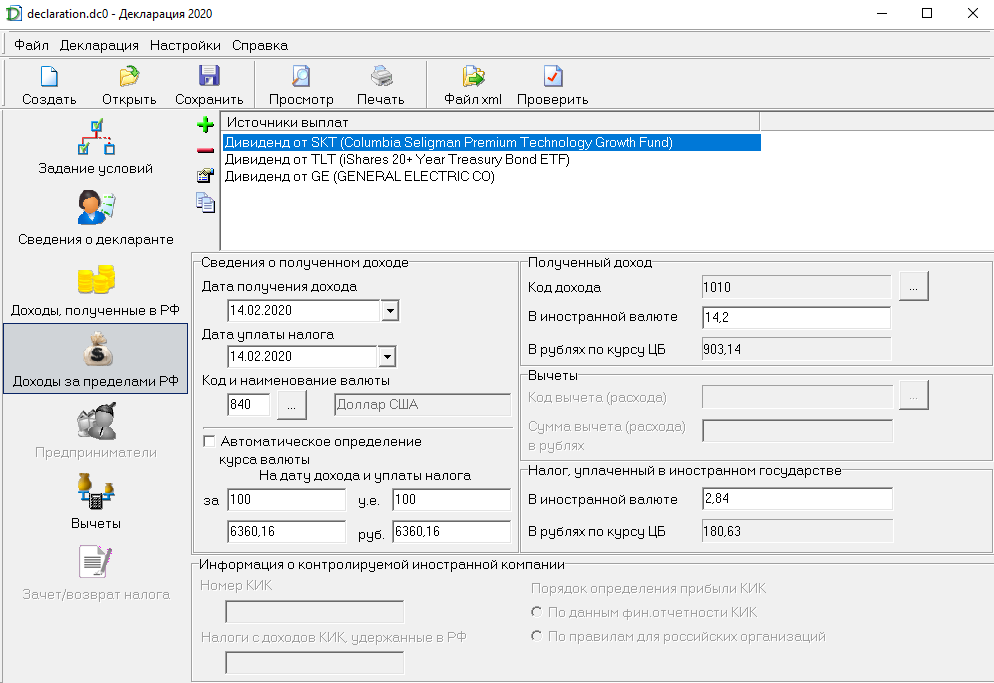 declaration.dc0 - Декларация 2020
Файл Декларация Настройки Справка
Создать Открыть Сохранить Просмотр Печать Файл xml Проверить
Задание условий
Сведения о декларанте
Доходы, полученные в РФ
Доходы за пределами РФ
Предприниматели
Вычеты
Зачет/возврат налога
Источники выплат
Дивиденд от SKT (Columbia Seligman Premium Technology Growth Fund)
Дивиденд от TLT (iShares 20+ Year Treasury Bond ETF)
Дивиденд от GE (GENERAL ELECTRIC CO)
Сведения о полученном доходе
Дата получения дохода
14.02.2020
Дата уплаты налога
14.02.2020
Код и наименование валюты
840 ... Доллар США
Автоматическое определение
курса валюты
На дату дохода и уплаты налога
за 100 у.е. 100
6360,16 руб. 6360,16
Полученный доход
Код дохода 1010 ...
В иностранной валюте 14,2
В рублях по курсу ЦБ 903,14
Вычеты
Код вычета (расхода) ...
Сумма вычета (расхода)
в рублях
Налог, уплаченный в иностранном государстве
В иностранной валюте 2,84
В рублях по курсу ЦБ 180,63
Информация о контролируемой иностранной компании
Номер КИК
Налоги с доходов КИК, удержанные в РФ
Порядок определения прибыли КИК
По данным фин.отчетности КИК
По правилам для российских организаций